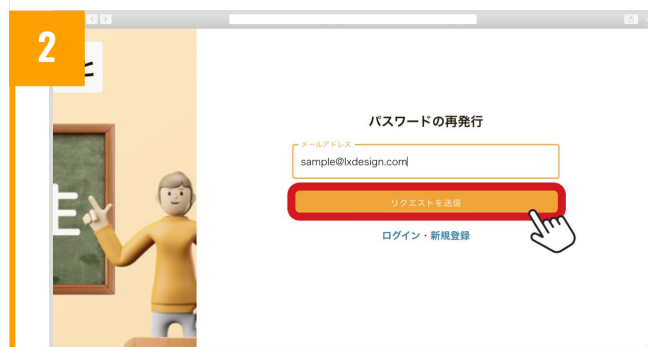 2
と
パスワードの再発行
メールアドレス
sample@lxdesign.com
リクエストを送信
ログイン・新規登録